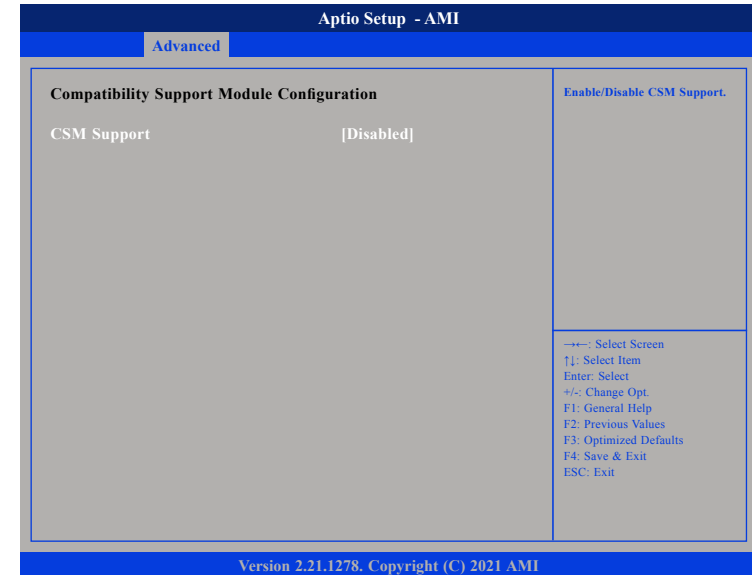 Aptio Setup - AMI
Advanced
Compatibility Support Module Configuration
CSM Support [Disabled]
Enable/Disable CSM Support.
→←: Select Screen
↑↓: Select Item
Enter: Select
+/-: Change Opt.
F1: General Help
F2: Previous Values
F3: Optimized Defaults
F4: Save & Exit
ESC: Exit
Version 2.21.1278. Copyright (C) 2021 AMI